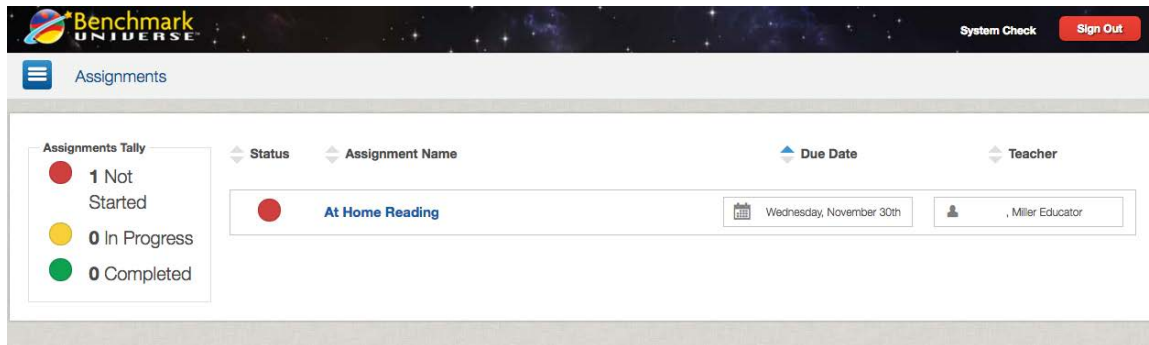 Benchmark
UNIVERSE
System Check
Sign Out
Assignments
Assignments Tally
1 Not
Started
0 In Progress
0 Completed
Status
Assignment Name
Due Date
Teacher
At Home Reading
Wednesday, November 30th
, Miller Educator